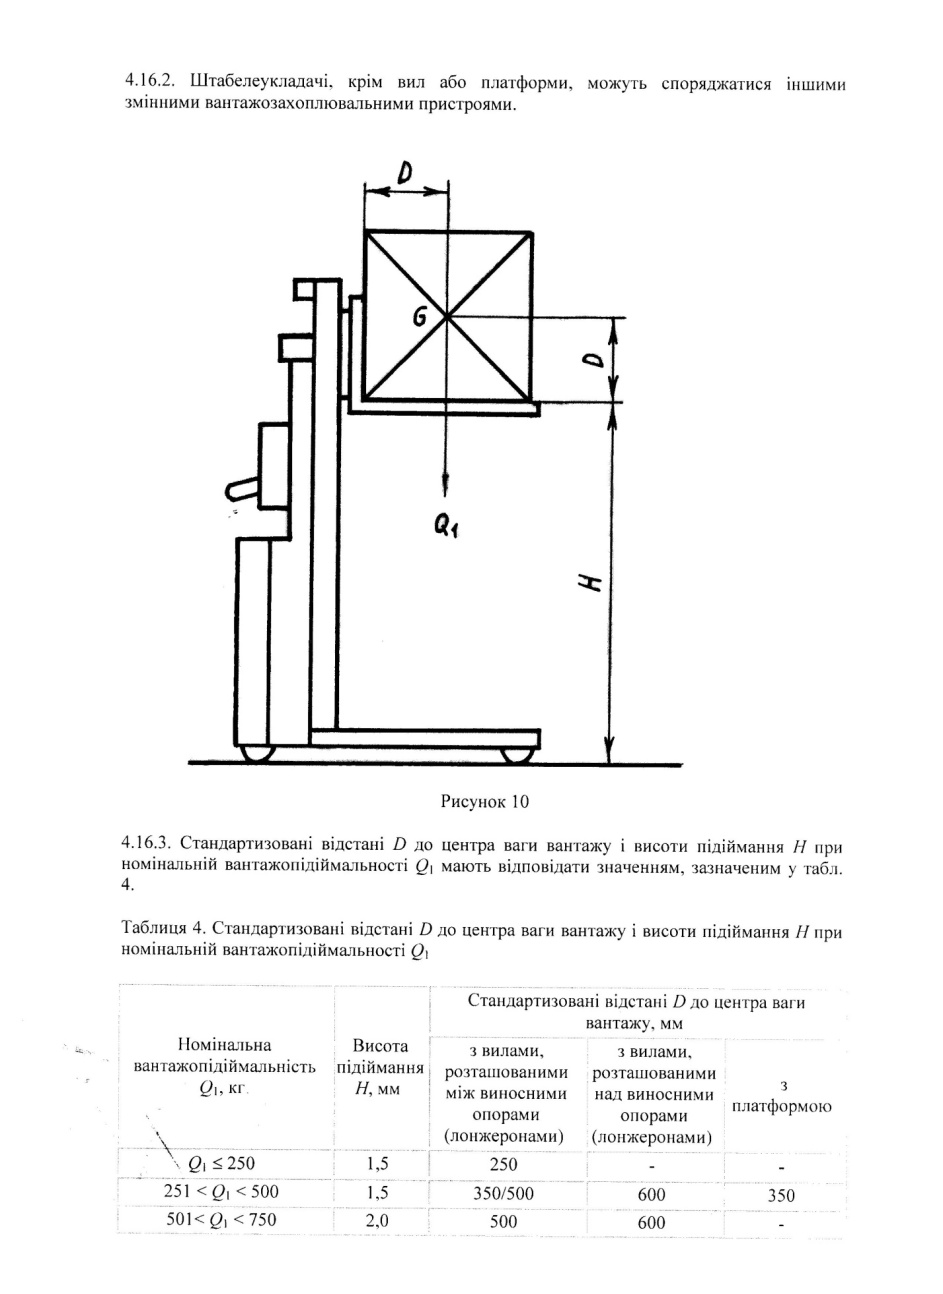 4.16.2. Штабелеукладачі, крім вил або платформи, можуть споряджатися іншими
змінними вантажозахоплювальними пристроями.
D
G
D
Q1
H
Рисунок 10
4.16.3. Стандартизовані відстані D до центра ваги вантажу і висоти підіймання H при
номінальній вантажопідіймальності Q1 мають відповідати значенням, зазначеним у табл.
4.
Таблиця 4. Стандартизовані відстані D до центра ваги вантажу і висоти підіймання H при
номінальній вантажопідіймальності Q1
Номінальна
вантажопідіймальність
Q1, кг
Висота
підіймання
H, мм
Стандартизовані відстані D до центра ваги
вантажу, мм
з вилами,
розташованими
між виносними
опорами
(лонжеронами)
з вилами,
розташованими
над виносними
опорами
(лонжеронами)
з
платформою
Q1 ≤ 250 1,5 250 - -
251 < Q1 < 500 1,5 350/500 600 350
501< Q1 < 750 2,0 500 600 -